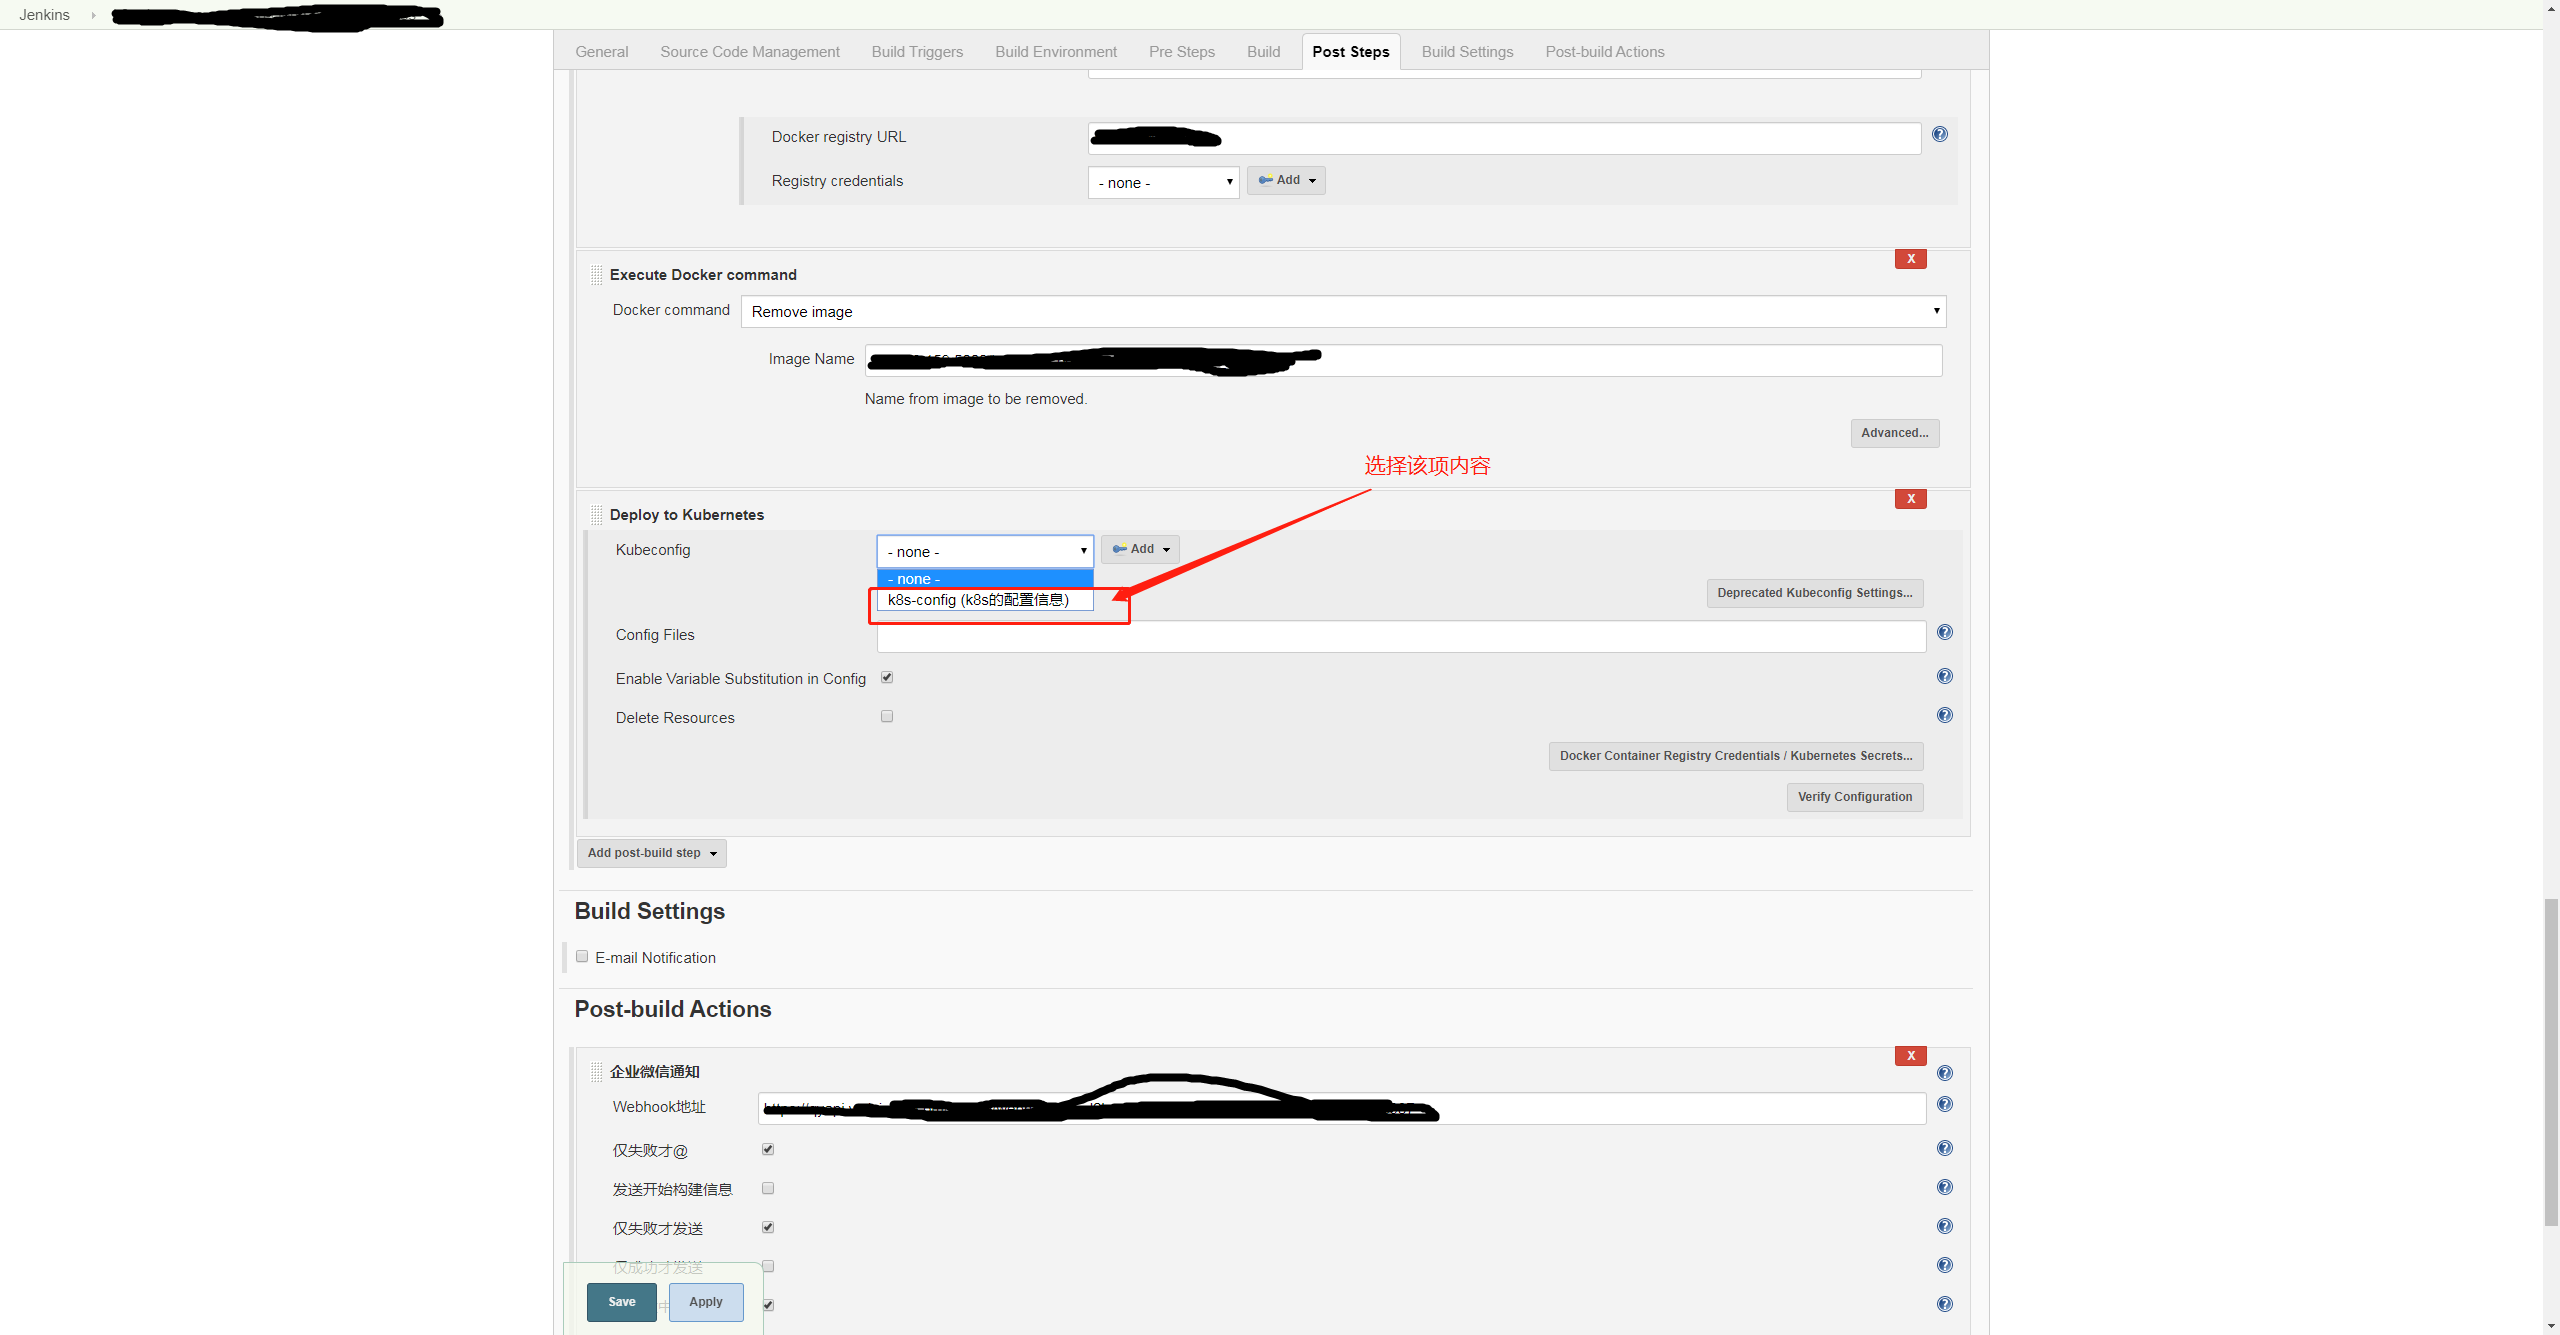 Jenkins
General Source Code Management Build Triggers Build Environment Pre Steps Build Post Steps Build Settings Post-build Actions
Docker registry URL
Registry credentials - none - Add
X
Execute Docker command
Docker command Remove image
Image Name
Name from image to be removed.
Advanced...
选择该项内容
X
Deploy to Kubernetes
Kubeconfig - none - Add
- none -
k8s-config (k8s的配置信息)
Deprecated Kubeconfig Settings...
Config Files
Enable Variable Substitution in Config
Delete Resources
Docker Container Registry Credentials / Kubernetes Secrets...
Verify Configuration
Add post-build step
Build Settings
E-mail Notification
Post-build Actions
X
企业微信通知
Webhook地址
仅失败才@
发送开始构建信息
仅失败才发送
仅成功才发送
Save Apply